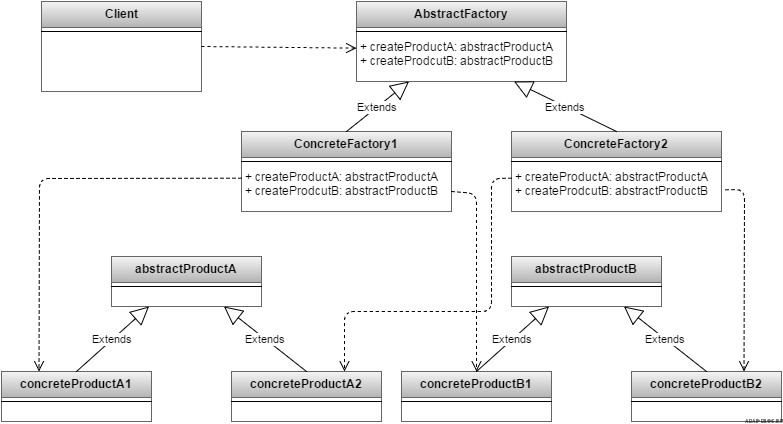 Client
AbstractFactory
+ createProductA: abstractProductA
+ createProdcutB: abstractProductB
Extends
Extends
ConcreteFactory1
ConcreteFactory2
+ createProductA: abstractProductA
+ createProdcutB: abstractProductB
+ createProductA: abstractProductA
+ createProdcutB: abstractProductB
abstractProductA
abstractProductB
Extends
Extends
Extends
Extends
concreteProductA1
concreteProductA2
concreteProductB1
concreteProductB2